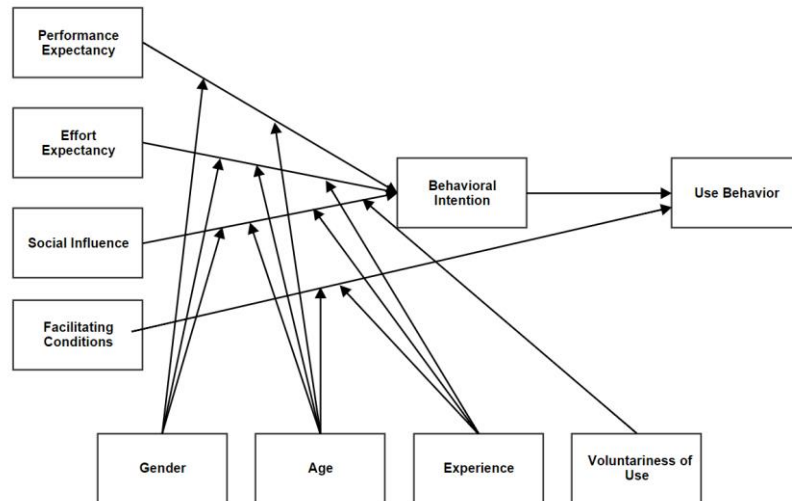 Performance
Expectancy
Effort
Expectancy
Social Influence
Facilitating
Conditions
Behavioral
Intention
Use Behavior
Gender
Age
Experience
Voluntariness of
Use